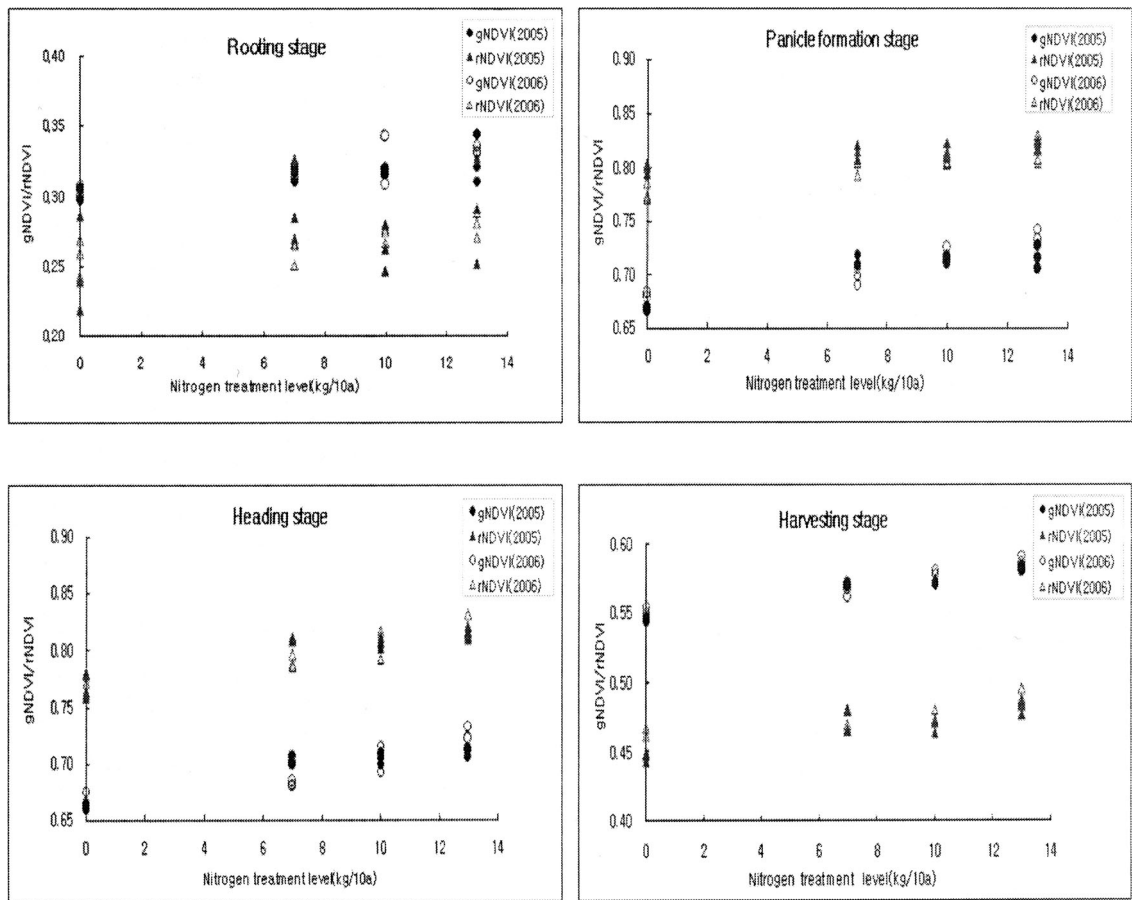 Rooting stage
gNDVI(2005)
rNDVI(2005)
gNDVI(2006)
rNDVI(2006)
gNDVI/rNDVI
0.40
0.35
0.30
0.25
0.20
0 2 4 6 8 10 12 14
Nitrogen treatment level(kg/10a)
Panicle formation stage
gNDVI(2005)
rNDVI(2005)
gNDVI(2006)
rNDVI(2006)
gNDVI/rNDVI
0.90
0.85
0.80
0.75
0.70
0.65
0 2 4 6 8 10 12 14
Nitrogen treatment level(kg/10a)
Heading stage
gNDVI(2005)
rNDVI(2005)
gNDVI(2006)
rNDVI(2006)
gNDVI/rNDVI
0.90
0.85
0.80
0.75
0.70
0.65
0 2 4 6 8 10 12 14
Nitrogen treatment level(kg/10a)
Harvesting stage
gNDVI(2005)
rNDVI(2005)
gNDVI(2006)
rNDVI(2006)
gNDVI/rNDVI
0.60
0.55
0.50
0.45
0.40
0 2 4 6 8 10 12 14
Nitrogen treatment level(kg/10a)